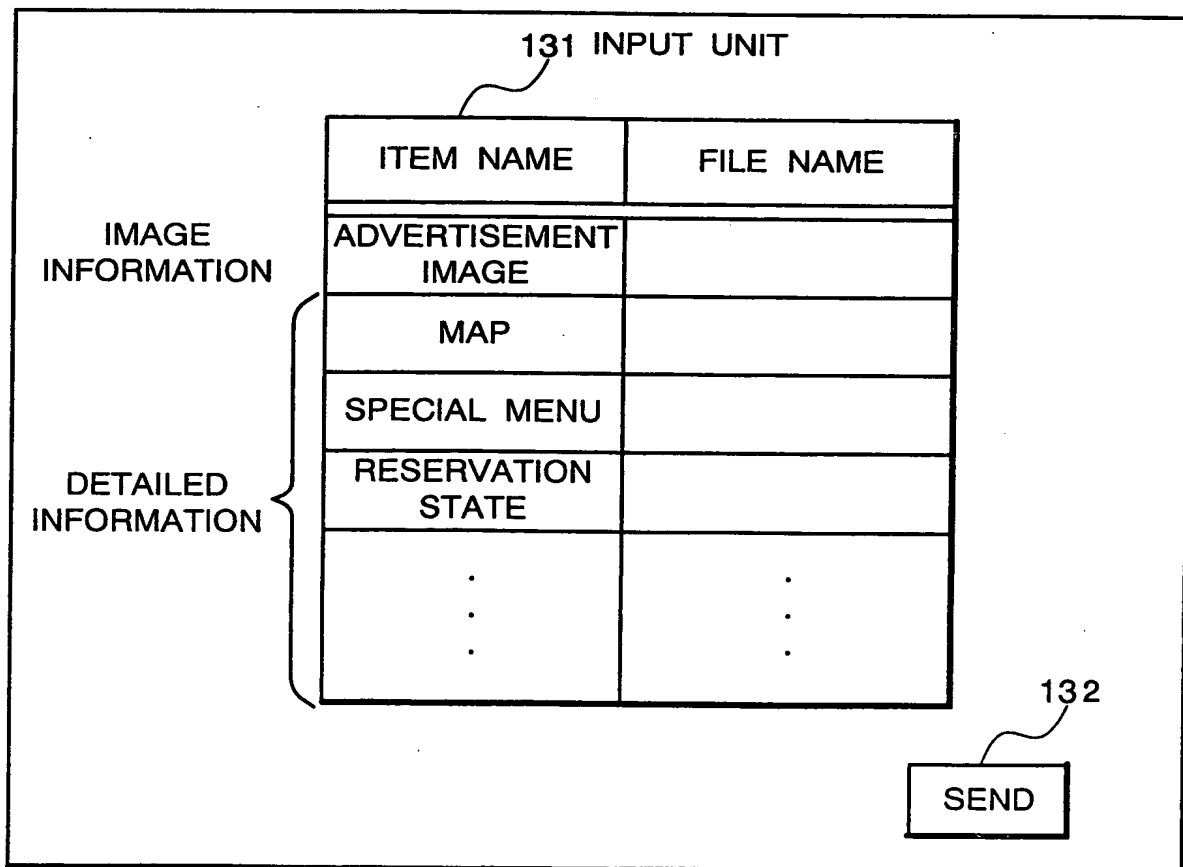 131 INPUT UNIT
ITEM NAME
FILE NAME
IMAGE
INFORMATION
ADVERTISEMENT
IMAGE
MAP
SPECIAL MENU
DETAILED
INFORMATION
RESERVATION
STATE
132
SEND